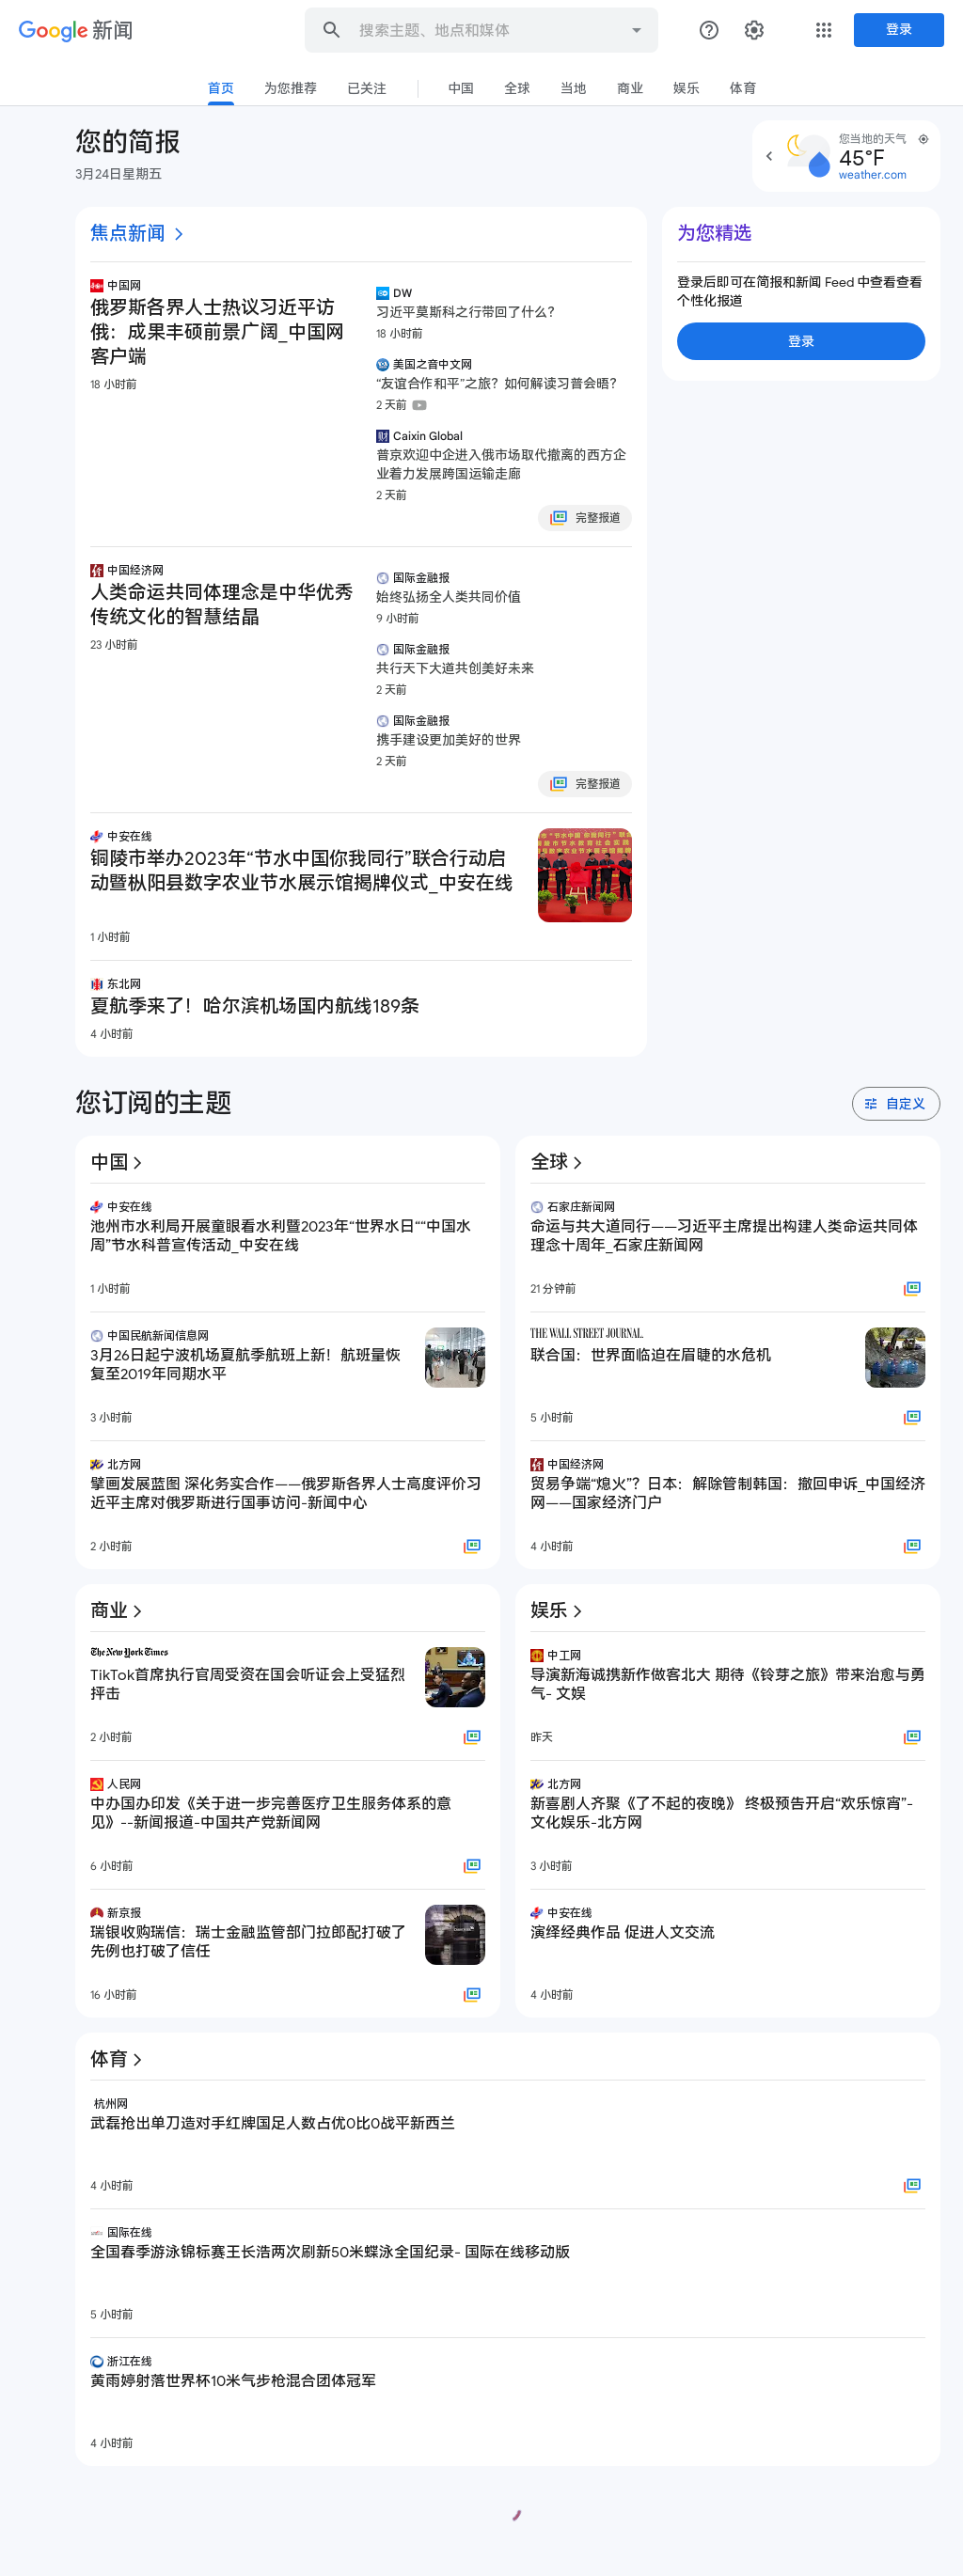 Google 新闻
搜索主题、地点和媒体
登录
首页 为您推荐 已关注 中国 全球 当地 商业 娱乐 体育
您的简报
3月24日星期五
您当地的天气
45°F
weather.com
焦点新闻
中国网
俄罗斯各界人士热议习近平访
俄：成果丰硕前景广阔_中国网
客户端
18 小时前
DW
习近平莫斯科之行带回了什么？
18 小时前
美国之音中文网
“友谊合作和平”之旅？如何解读习普会晤？
2 天前
Caixin Global
普京欢迎中企进入俄市场取代撤离的西方企
业着力发展跨国运输走廊
2 天前
完整报道
为您精选
登录后即可在简报和新闻 Feed 中查看查看
个性化报道
登录
中国经济网
人类命运共同体理念是中华优秀
传统文化的智慧结晶
23 小时前
国际金融报
始终弘扬全人类共同价值
9 小时前
国际金融报
共行天下大道共创美好未来
2 天前
国际金融报
携手建设更加美好的世界
2 天前
完整报道
中安在线
铜陵市举办2023年“节水中国你我同行”联合行动启
动暨枞阳县数字农业节水展示馆揭牌仪式_中安在线
1 小时前
东北网
夏航季来了！哈尔滨机场国内航线189条
4 小时前
您订阅的主题
自定义
中国
中安在线
池州市水利局开展童眼看水利暨2023年“世界水日““中国水
周”节水科普宣传活动_中安在线
1 小时前
中国民航新闻信息网
3月26日起宁波机场夏航季航班上新！航班量恢
复至2019年同期水平
3 小时前
北方网
擘画发展蓝图 深化务实合作——俄罗斯各界人士高度评价习
近平主席对俄罗斯进行国事访问-新闻中心
2 小时前
全球
石家庄新闻网
命运与共大道同行——习近平主席提出构建人类命运共同体
理念十周年_石家庄新闻网
21 分钟前
THE WALL STREET JOURNAL.
联合国：世界面临迫在眉睫的水危机
5 小时前
中国经济网
贸易争端“熄火”？日本：解除管制韩国：撤回申诉_中国经济
网——国家经济门户
4 小时前
商业
The New York Times
TikTok首席执行官周受资在国会听证会上受猛烈
抨击
2 小时前
人民网
中办国办印发《关于进一步完善医疗卫生服务体系的意
见》--新闻报道-中国共产党新闻网
6 小时前
新京报
瑞银收购瑞信：瑞士金融监管部门拉郎配打破了
先例也打破了信任
16 小时前
娱乐
中工网
导演新海诚携新作做客北大 期待《铃芽之旅》带来治愈与勇
气- 文娱
昨天
北方网
新喜剧人齐聚《了不起的夜晚》 终极预告开启“欢乐惊宵”-
文化娱乐-北方网
3 小时前
中安在线
演绎经典作品 促进人文交流
4 小时前
体育
杭州网
武磊抢出单刀造对手红牌国足人数占优0比0战平新西兰
4 小时前
国际在线
全国春季游泳锦标赛王长浩两次刷新50米蝶泳全国纪录- 国际在线移动版
5 小时前
浙江在线
黄雨婷射落世界杯10米气步枪混合团体冠军
4 小时前